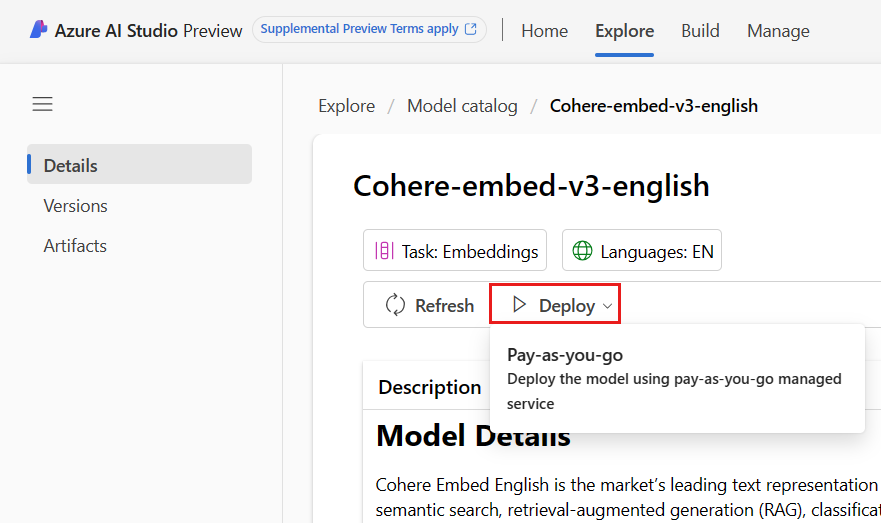 Azure AI Studio Preview Supplemental Preview Terms apply Home Explore Build Manage
Explore / Model catalog / Cohere-embed-v3-english
Details
Versions
Artifacts
Cohere-embed-v3-english
Task: Embeddings Languages: EN
Refresh Deploy
Pay-as-you-go
Deploy the model using pay-as-you-go managed
service
Description
Model Details
Cohere Embed English is the market's leading text representation
semantic search, retrieval-augmented generation (RAG), classificat